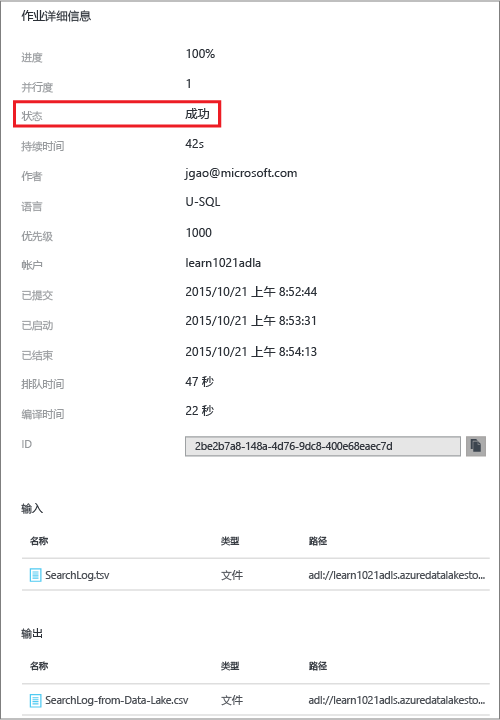 作业详细信息
进度 100%
并行度 1
状态 成功
持续时间 42s
作者 jgao@microsoft.com
语言 U-SQL
优先级 1000
帐户 learn1021adla
已提交 2015/10/21 上午 8:52:44
已启动 2015/10/21 上午 8:53:31
已结束 2015/10/21 上午 8:54:13
排队时间 47 秒
编译时间 22 秒
ID 2be2b7a8-148a-4d76-9dc8-400e68eaec7d
输入
名称 类型 路径
SearchLog.tsv 文件 adl://learn1021adls.azuredatalakesto...
输出
名称 类型 路径
SearchLog-from-Data-Lake.csv 文件 adl://learn1021adls.azuredatalakesto...